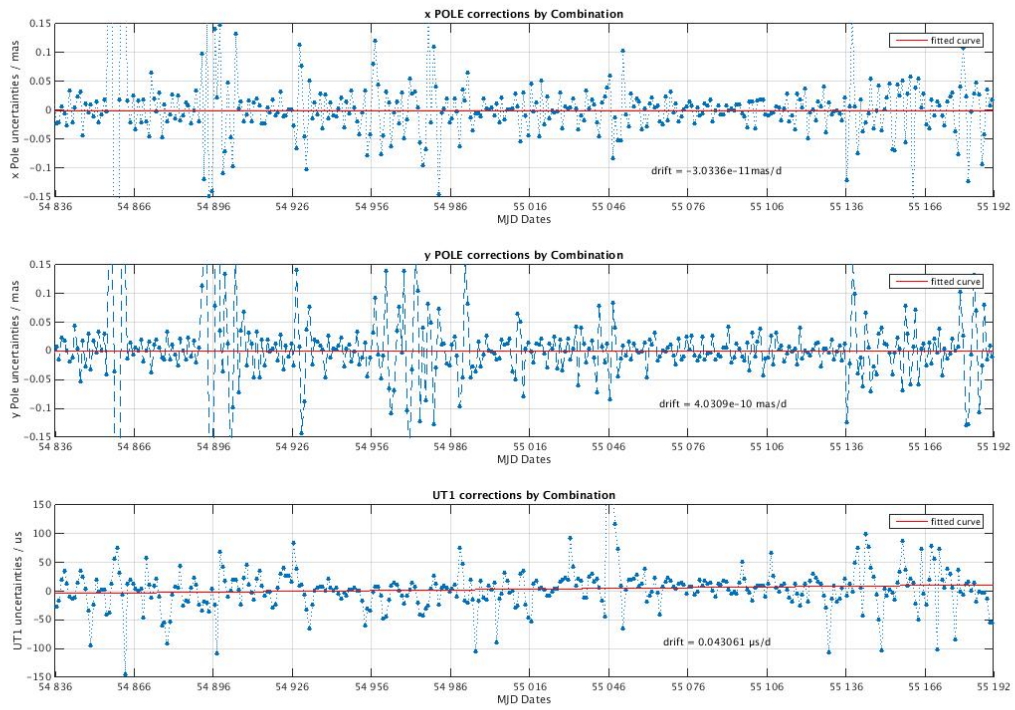 x POLE corrections by Combination
x Pole uncertainties / mas
0.15
0.1
0.05
0
−0.05
−0.1
−0.15
fitted curve
drift = −3.0336e−11mas/d
54 836 54 866 54 896 54 926 54 956 54 986 55 016 55 046 55 076 55 106 55 136 55 166 55 192
MJD Dates
y POLE corrections by Combination
y Pole uncertainties / mas
0.15
0.1
0.05
0
−0.05
−0.1
−0.15
fitted curve
drift = 4.0309e−10 mas/d
54 836 54 866 54 896 54 926 54 956 54 986 55 016 55 046 55 076 55 106 55 136 55 166 55 192
MJD Dates
UT1 corrections by Combination
UT1 uncertainties / us
150
100
50
0
−50
−100
−150
fitted curve
drift = 0.043061 μs/d
54 836 54 866 54 896 54 926 54 956 54 986 55 016 55 046 55 076 55 106 55 136 55 166 55 192
MJD Dates